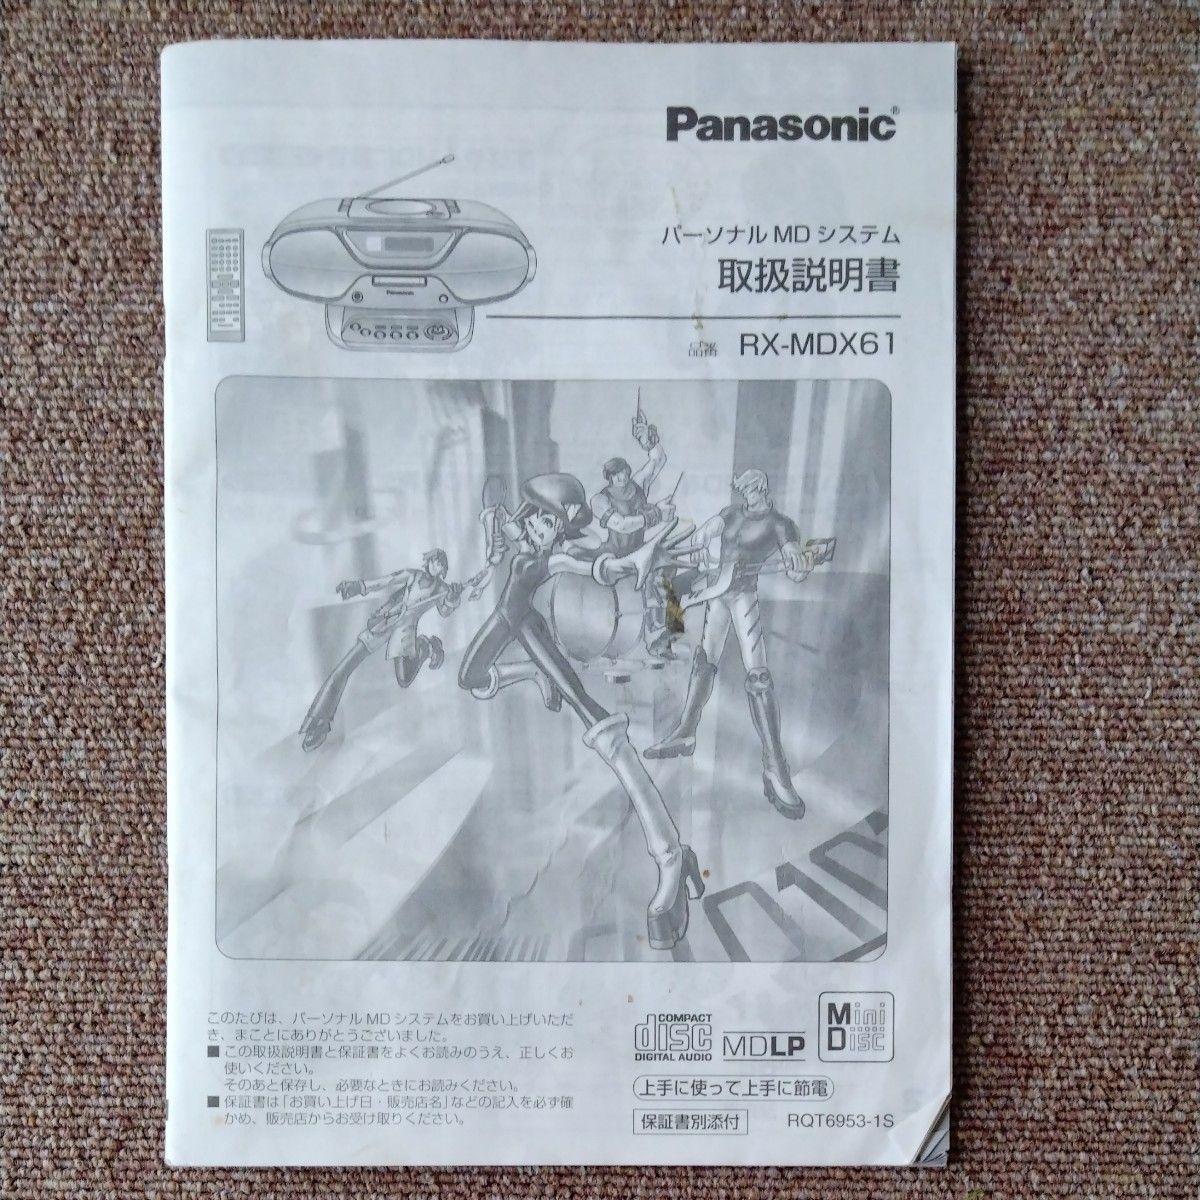 Panasonic®
パーソナル MD システム
取扱説明書
品番 RX-MDX61
Panasonic
このたびは、パーソナル MD システムをお買い上げいただ
き、まことにありがとうございました。
■ この取扱説明書と保証書をよくお読みのうえ、正しくお
使いください。
そのあと保存し、必要なときにお読みください。
■ 保証書は「お買い上げ日・販売店名」などの記入を必ず確
かめ、販売店からお受け取りください。
COMPACT
disc
DIGITAL AUDIO
MDLP
Mini
Disc
上手に使って上手に節電
保証書別添付
RQT6953-1S